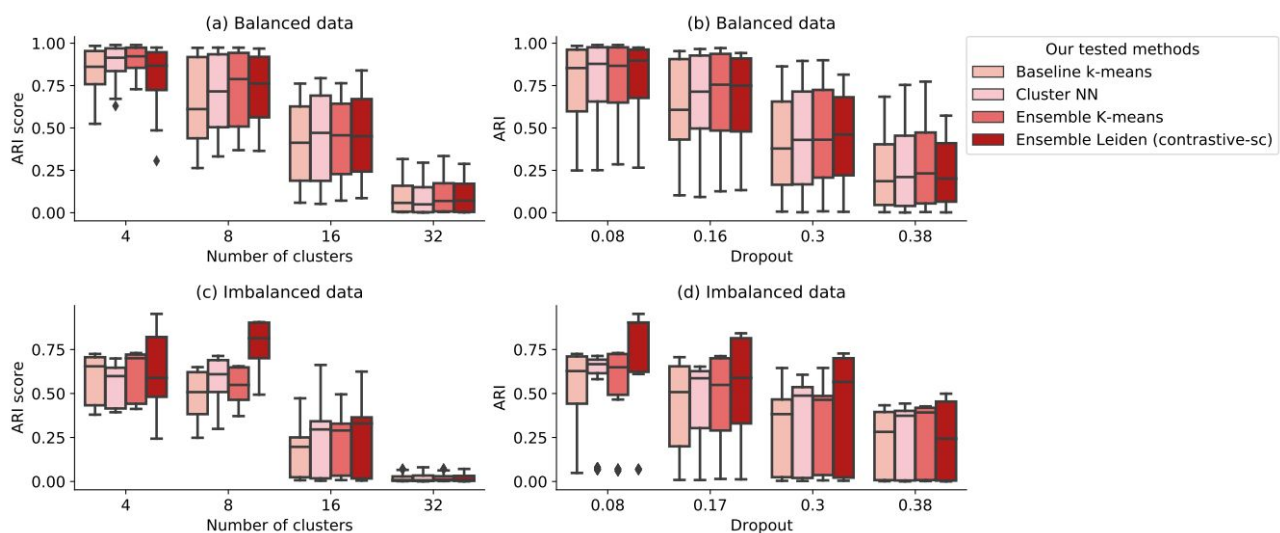 (a) Balanced data
1.00
0.75
0.50
0.25
0.00
ARI score
4
8
16
32
Number of clusters
(b) Balanced data
1.00
0.75
0.50
0.25
0.00
ARI
0.08
0.16
0.3
0.38
Dropout
Our tested methods
Baseline k-means
Cluster NN
Ensemble K-means
Ensemble Leiden (contrastive-sc)
(c) Imbalanced data
0.75
0.50
0.25
0.00
ARI score
4
8
16
32
Number of clusters
(d) Imbalanced data
0.75
0.50
0.25
0.00
ARI
0.08
0.17
0.3
0.38
Dropout